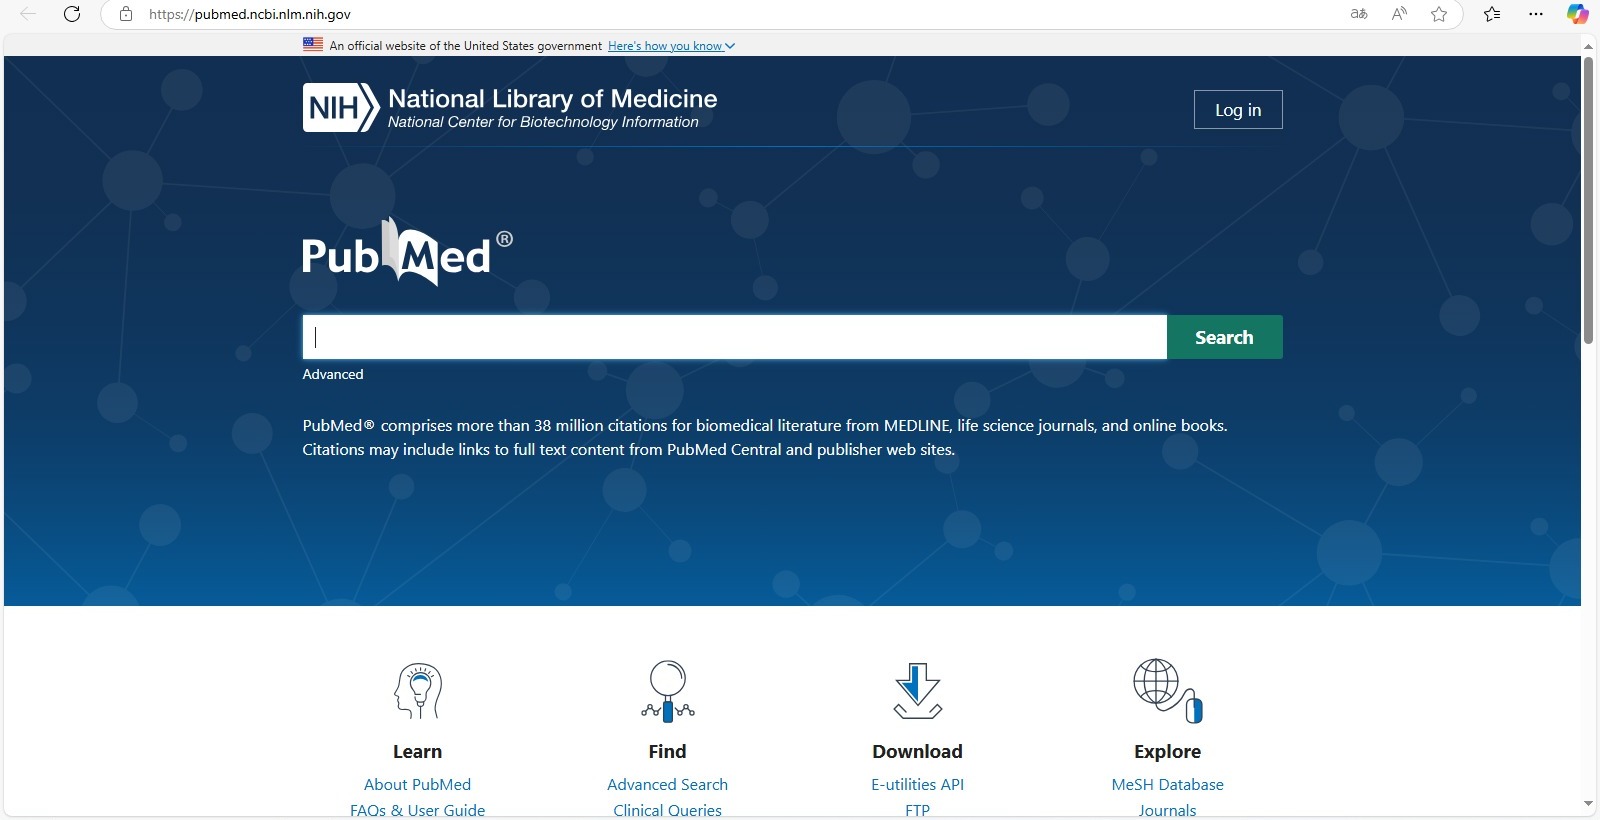 https://pubmed.ncbi.nlm.nih.gov
aあ
A
An official website of the United States government Here's how you know
NIH National Library of Medicine
National Center for Biotechnology Information
Log in
PubMed®
Search
Advanced
PubMed® comprises more than 38 million citations for biomedical literature from MEDLINE, life science journals, and online books.
Citations may include links to full text content from PubMed Central and publisher web sites.
Learn
Find
Download
Explore
About PubMed
Advanced Search
E-utilities API
MeSH Database
FAQs & User Guide
Clinical Queries
FTP
Journals